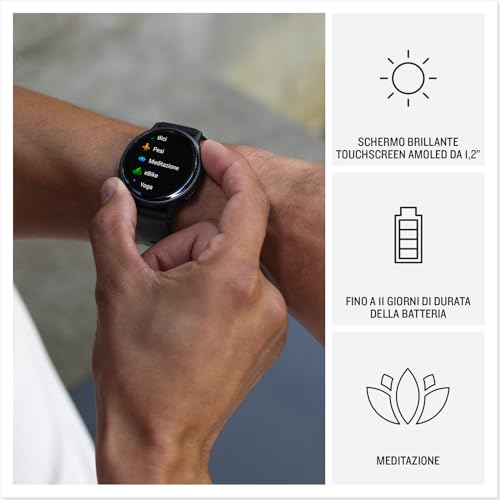 tlici
Pesi
Meditazione
eBike
Yoga
SCHERMO BRILLANTE
TOUCHSCREEN AMOLED DA 1,2"
FINO A 11 GIORNI DI DURATA
DELLA BATTERIA
MEDITAZIONE